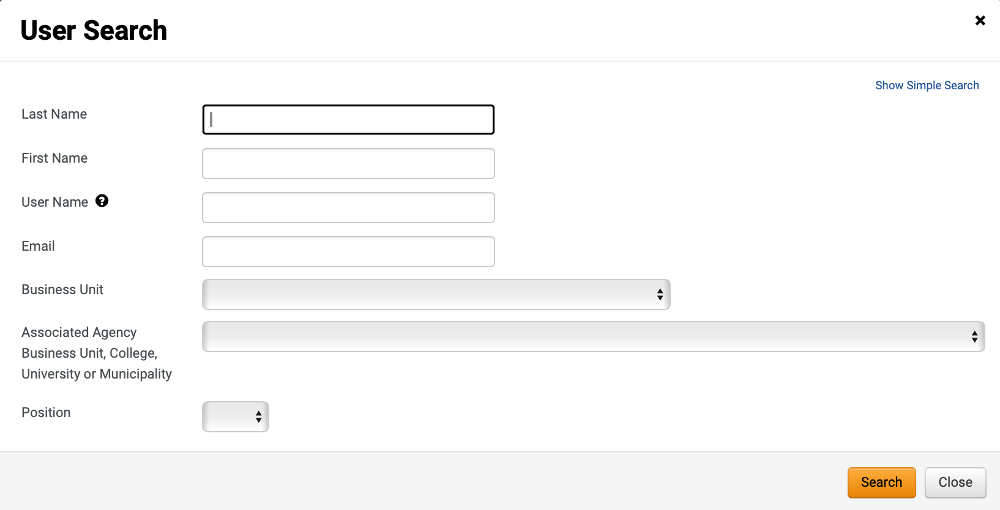 User Search
Show Simple Search
Last Name
First Name
User Name
Email
Business Unit
Associated Agency
Business Unit, College,
University or Municipality
Position
Search
Close